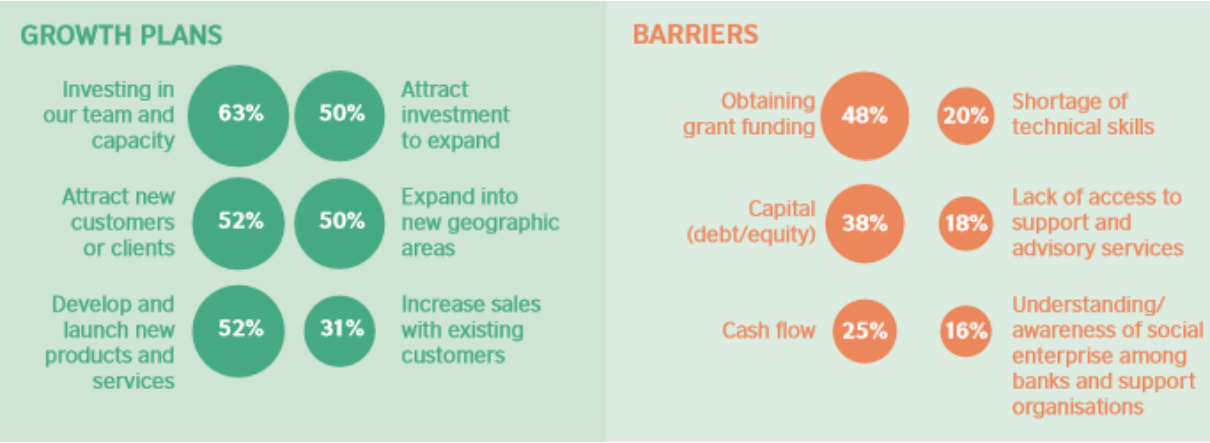 GROWTH PLANS
Investing in
our team and
capacity
63%
50%
Attract
investment
to expand
Attract new
customers
or clients
52%
50%
Expand into
new geographic
areas
Develop and
launch new
products and
services
52%
31%
Increase sales
with existing
customers
BARRIERS
Obtaining
grant funding
48%
20%
Shortage of
technical skills
Capital
(debt/equity)
38%
18%
Lack of access to
support and
advisory services
Cash flow
25%
16%
Understanding/
awareness of social
enterprise among
banks and support
organisations